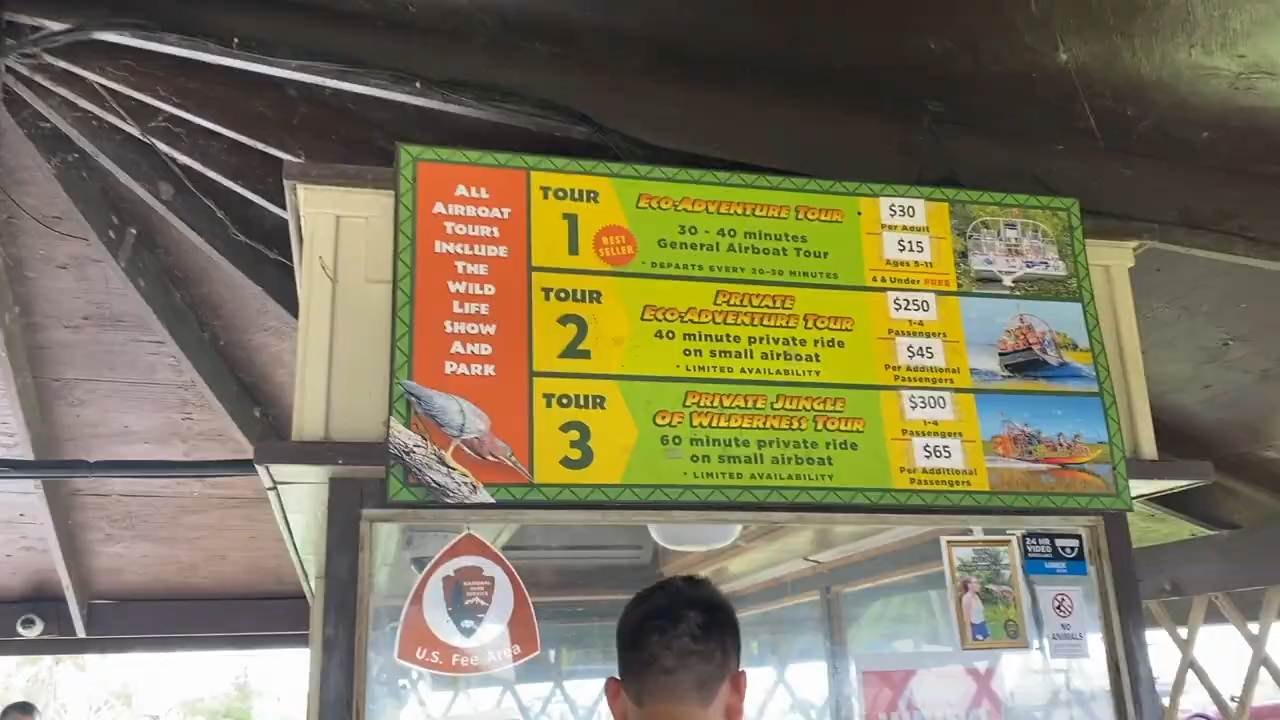 ALL
AIRBOAT
TOURS
INCLUDE
THE
WILD
LIFE
SHOW
AND
PARK
TOUR
1
BEST
SELLER
ECO-ADVENTURE TOUR
30 - 40 minutes
General Airboat Tour
* DEPARTS EVERY 20-30 MINUTES
$30
Per Adult
$15
Ages 5-11
4 & Under FREE
TOUR
2
PRIVATE
ECO-ADVENTURE TOUR
40 minute private ride
on small airboat
* LIMITED AVAILABILITY
$250
1-4
Passengers
$45
Per Additional
Passengers
TOUR
3
PRIVATE JUNGLE
OF WILDERNESS TOUR
60 minute private ride
on small airboat
* LIMITED AVAILABILITY
$300
1-4
Passengers
$65
Per Additional
Passengers
NATIONAL
PARK
SERVICE
U.S. Fee Area
24 HR
VIDEO
NO
ANIMALS